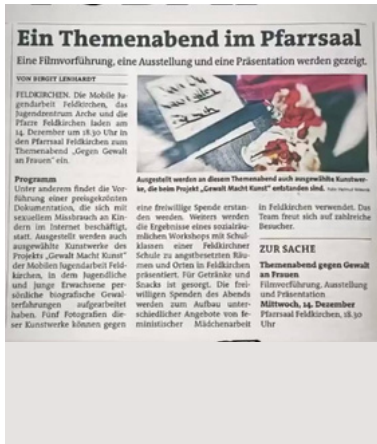 Ein Themenabend im Pfarrsaal
Eine Filmvorführung, eine Ausstellung und eine Präsentation werden gezeigt.
VON BIRGIT LENHARDT
FELDKIRCHEN. Die Mobile Ju-
gendarbeit Feldkirchen, das
Jugendzentrum Arche und die
Pfarre Feldkirchen laden am
14. Dezember um 18.30 Uhr in
den Pfarrsaal Feldkirchen zum
Themenabend „Gegen Gewalt
an Frauen" ein.
Programm
Unter anderem findet die Vor-
führung einer preisgekrönten
Dokumentation, die sich mit
sexuellem Missbrauch an Kin-
dern im Internet beschäftigt,
statt. Ausgestellt werden auch
ausgewählte Kunstwerke des
Projekts „Gewalt Macht Kunst"
der Mobilen Jugendarbeit Feld-
kirchen, in dem Jugendliche
und junge Erwachsene per-
sönliche biografische Gewal-
terfahrungen aufgearbeitet
haben. Fünf Fotografien die-
ser Kunstwerke können gegen
Ausgestellt werden an diesem Themenabend auch ausgewählte Kunstwer-
ke, die beim Projekt „Gewalt Macht Kunst" entstanden sind. Foto: Helmut
eine freiwillige Spende erstan-
den werden. Weiters werden
die Ergebnisse eines sozialräu-
mlichen Workshops mit Schul-
klassen einer Feldkirchner
Schule zu angstbesetzten Räu-
men und Orten in Feldkirchen
präsentiert. Für Getränke und
Snacks ist gesorgt. Die frei-
willigen Spenden des Abends
werden zum Aufbau unter-
schiedlicher Angebote von fe-
ministischer Mädchenarbeit
in Feldkirchen verwendet. Das
Team freut sich auf zahlreiche
Besucher.
ZUR SACHE
Themenabend gegen Gewalt
an Frauen
Filmvorführung, Ausstellung
und Präsentation
Mittwoch, 14. Dezember
Pfarrsaal Feldkirchen, 18.30
Uhr